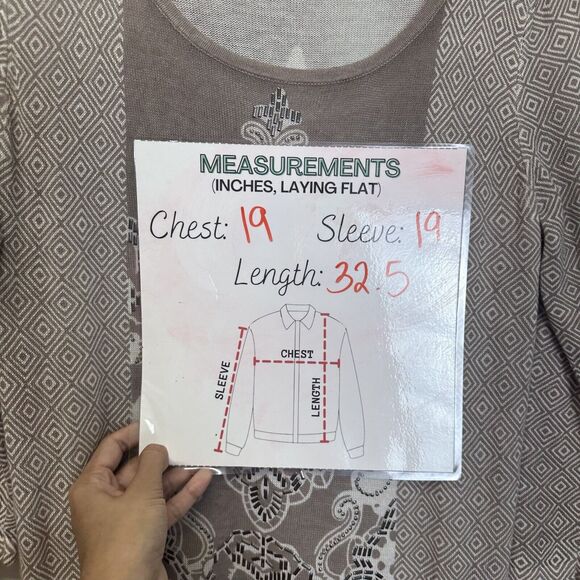 MEASUREMENTS
(INCHES, LAYING FLAT)
Chest: 19 Sleeve: 19
Length: 32.5
CHEST
SLEEVE
LENGTH